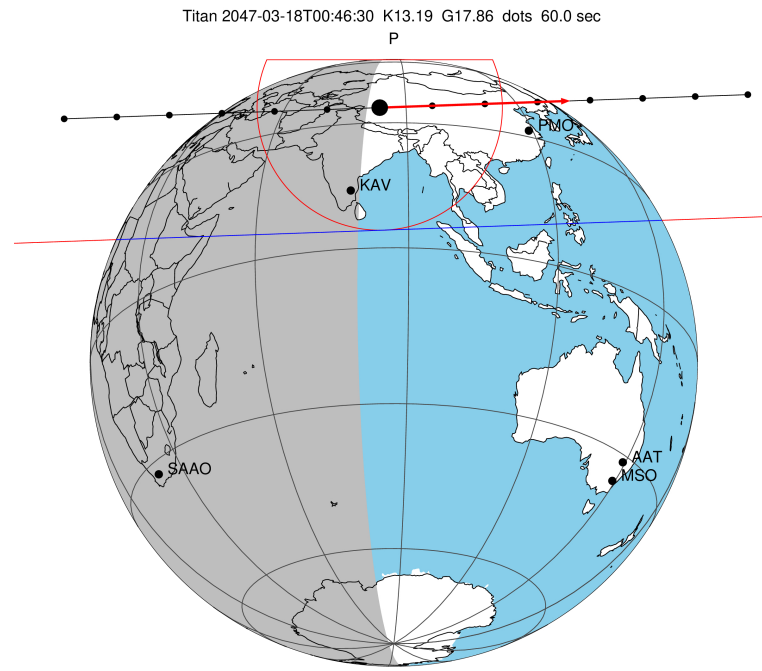 Titan 2047-03-18T00:46:30 K13.19 G17.86 dots 60.0 sec
P
PMO
KAV
AAT
SAAO
MSO